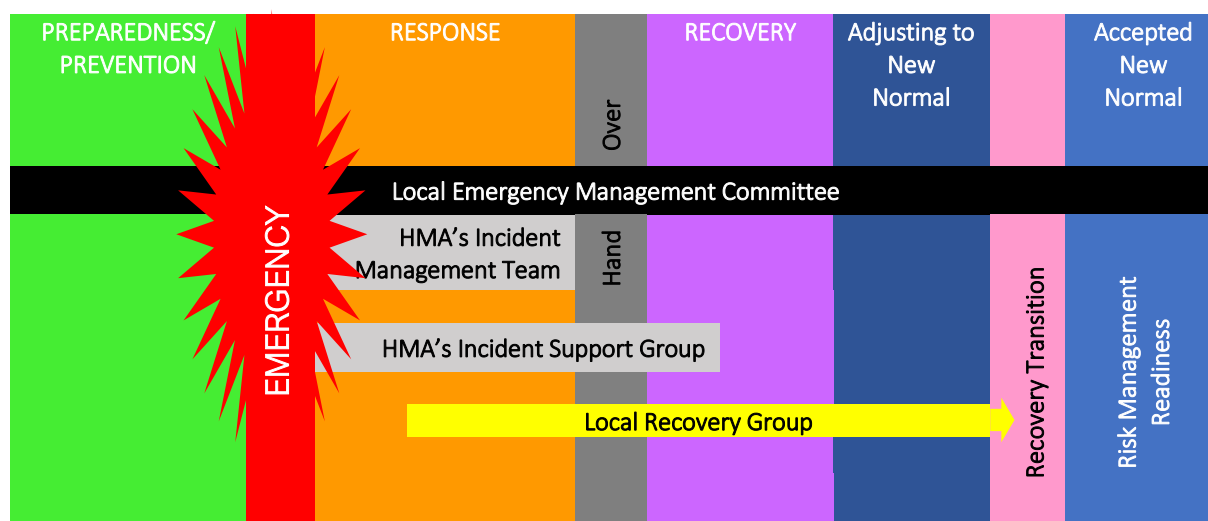 PREPAREDNESS/
PREVENTION
RESPONSE
RECOVERY
Adjusting to
New
Normal
Accepted
New
Normal
Over
Local Emergency Management Committee
HMA's Incident
Management Team
Hand
EMERGENCY
HMA's Incident Support Group
Local Recovery Group
Recovery Transition
Risk Management
Readiness